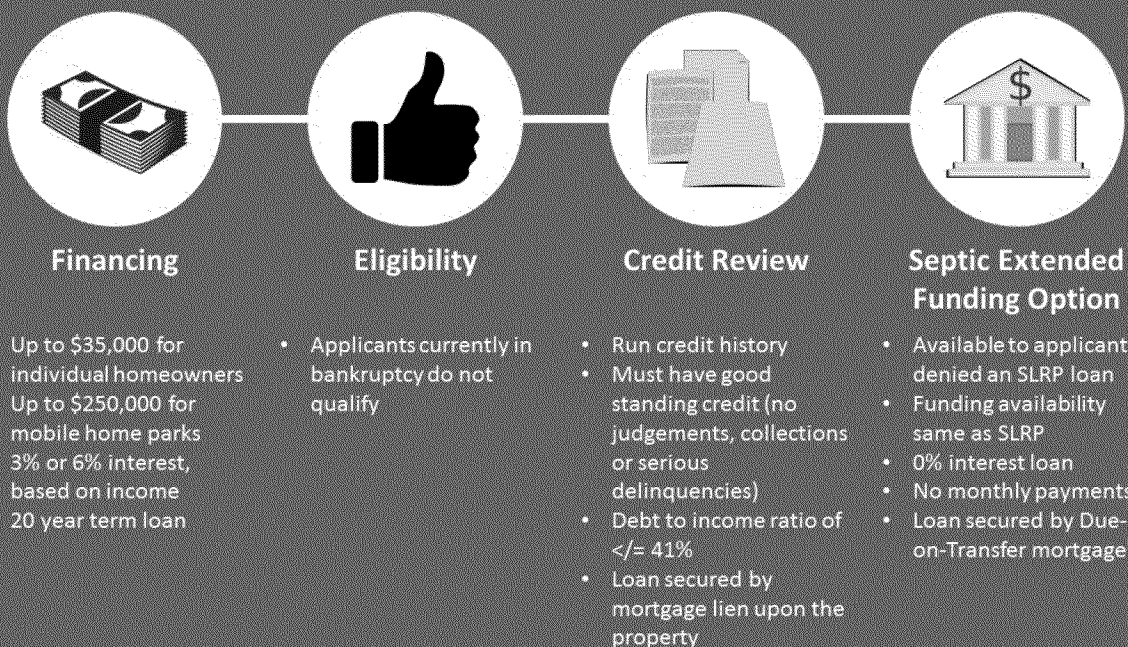 $
Financing
Up to $35,000 for
individual homeowners
Up to $250,000 for
mobile home parks
3% or 6% interest,
based on income
20 year term loan
Eligibility
• Applicants currently in
bankruptcy do not
qualify
Credit Review
• Run credit history
• Must have good
standing credit (no
judgements, collections
or serious
delinquencies)
• Debt to income ratio of
</= 41%
• Loan secured by
mortgage lien upon the
property
Septic Extended
Funding Option
• Available to applicant
denied an SLRP loan
• Funding availability
same as SLRP
• 0% interest loan
• No monthly payments
• Loan secured by Due-
on-Transfer mortgage